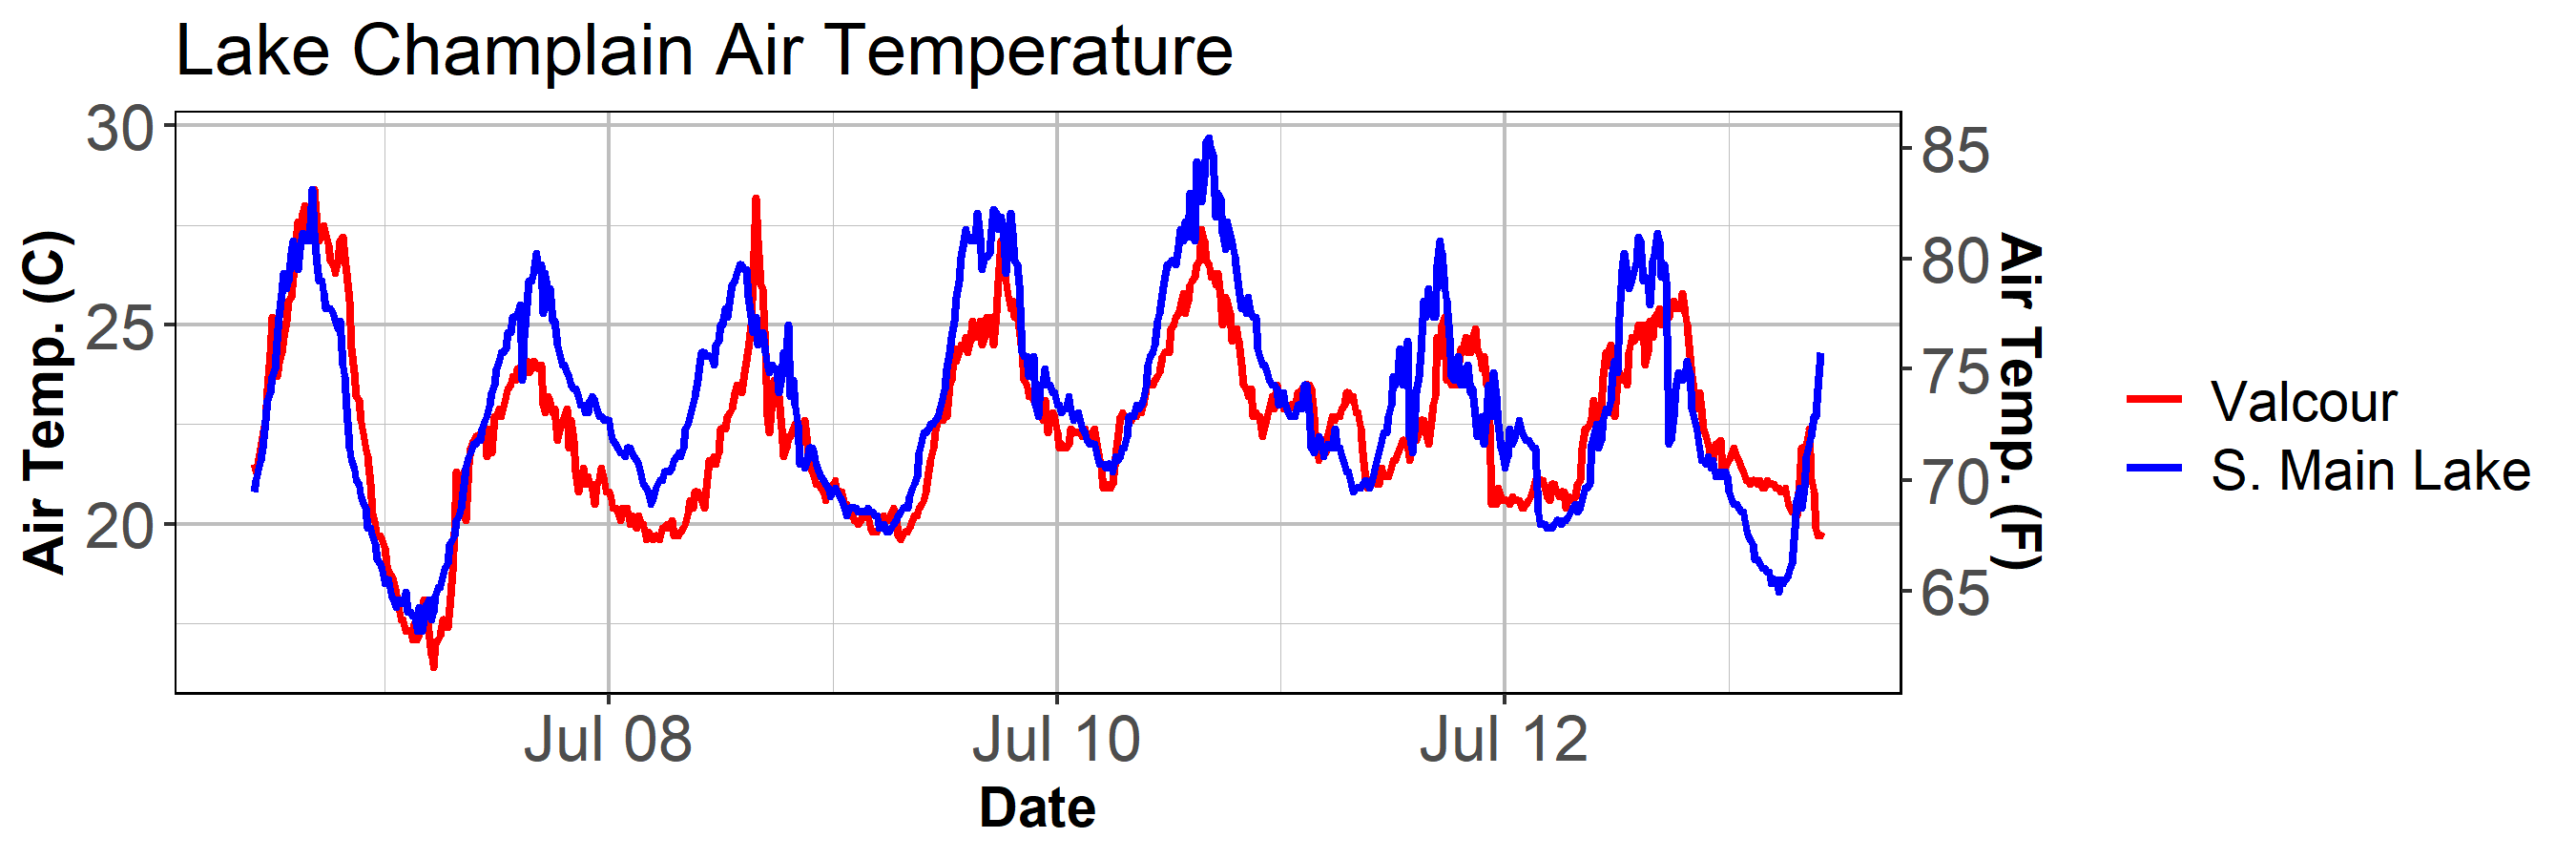 Lake Champlain Air Temperature
30
25
20
Air Temp. (C)
85
80
75
70
65
Air Temp. (F)
Jul 08
Jul 10
Jul 12
Date
Valcour
S. Main Lake